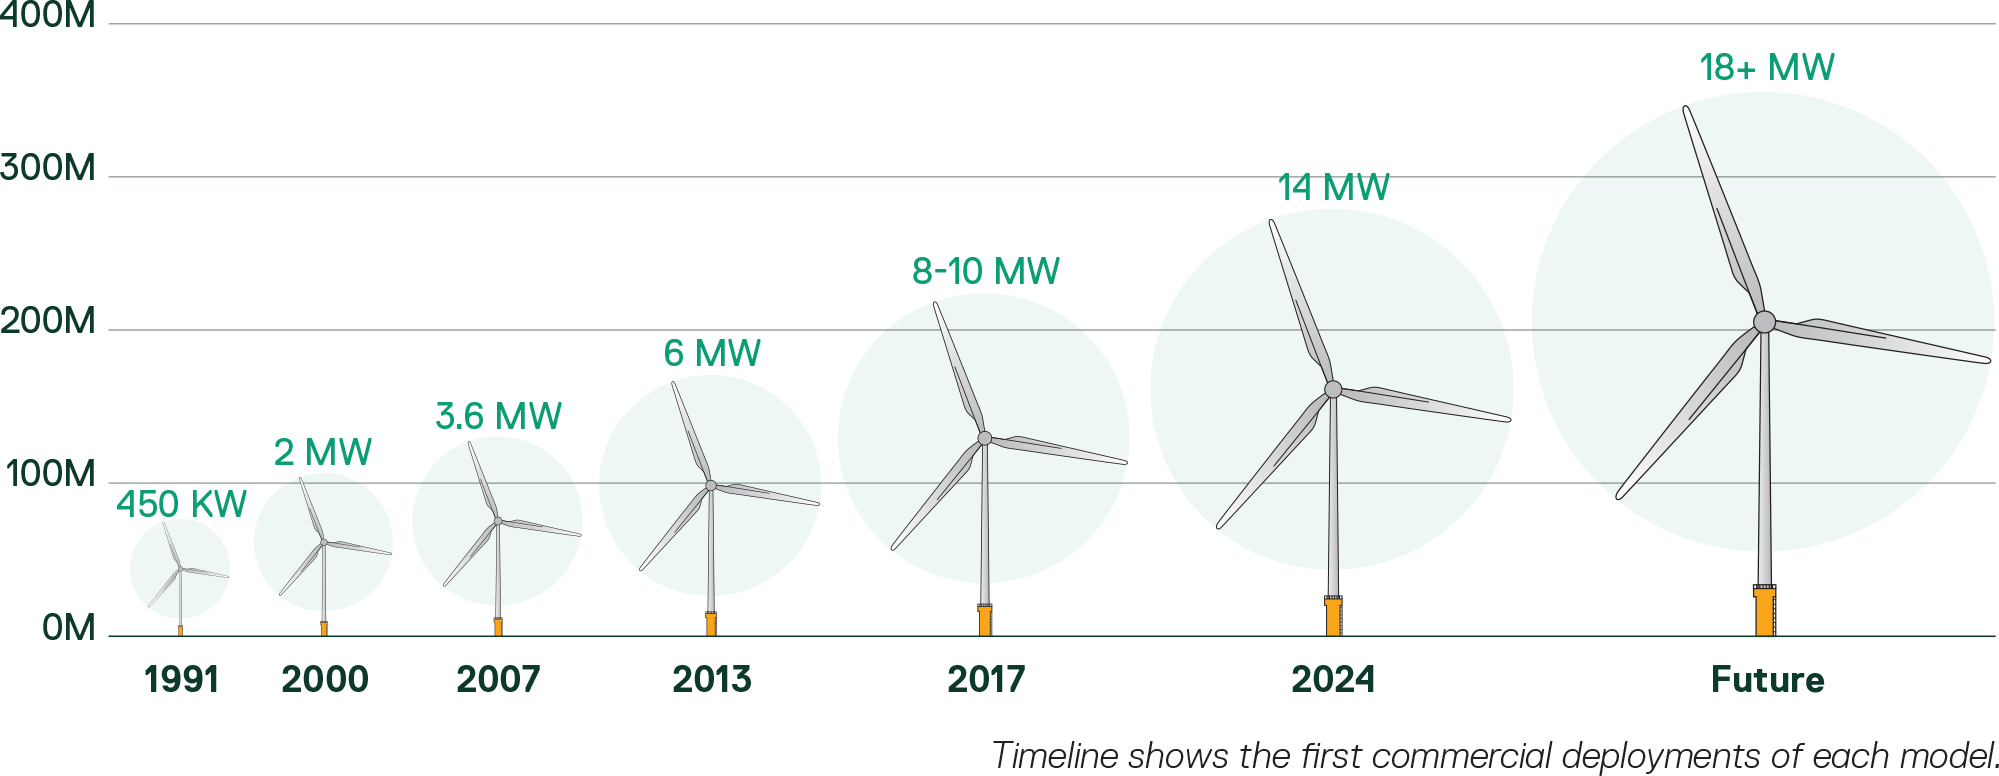 400M
18+ MW
300M
14 MW
8-10 MW
200M
6 MW
3.6 MW
2 MW
100M
450 KW
0M
1991 2000 2007 2013 2017 2024 Future
Timeline shows the first commercial deployments of each model.